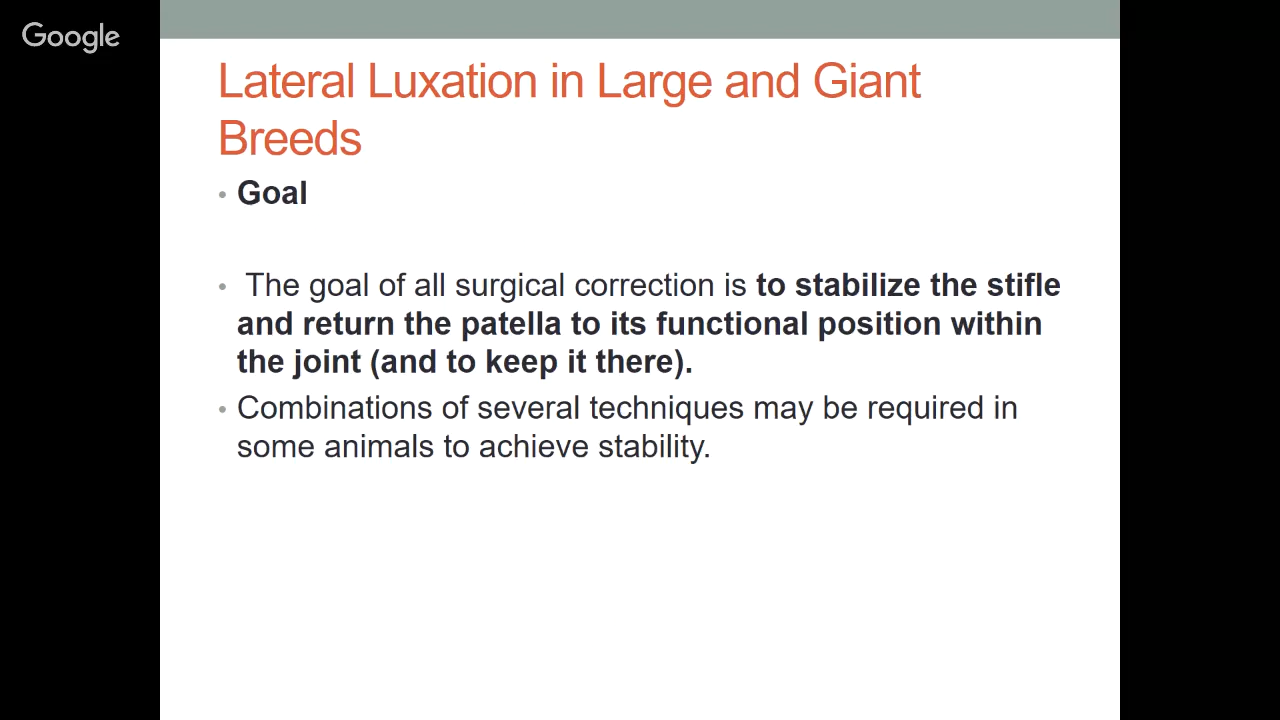 Google
Lateral Luxation in Large and Giant
Breeds
• Goal
• The goal of all surgical correction is to stabilize the stifle
and return the patella to its functional position within
the joint (and to keep it there).
• Combinations of several techniques may be required in
some animals to achieve stability.